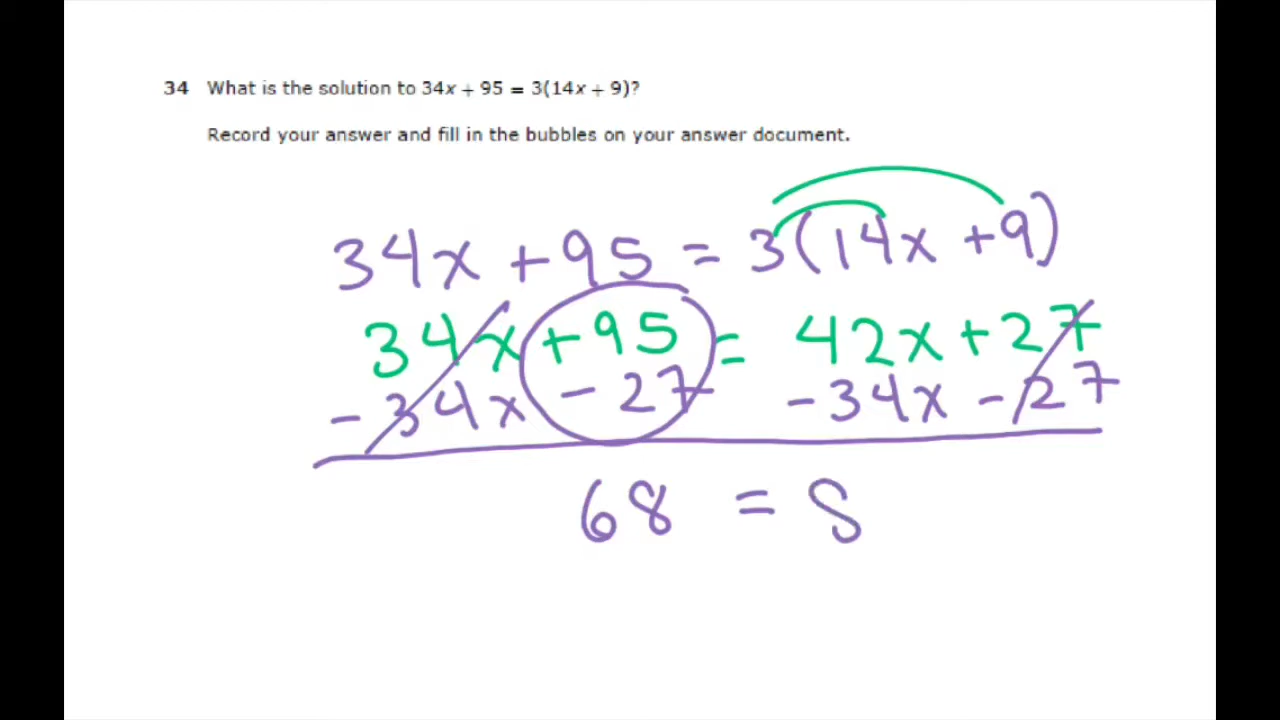 34 What is the solution to 34x + 95 = 3(14x + 9)?
Record your answer and fill in the bubbles on your answer document.
34x + 95 = 3(14x + 9)
34x + 95 = 42x + 27
- 34x - 27 - 34x - 27
68 = 8